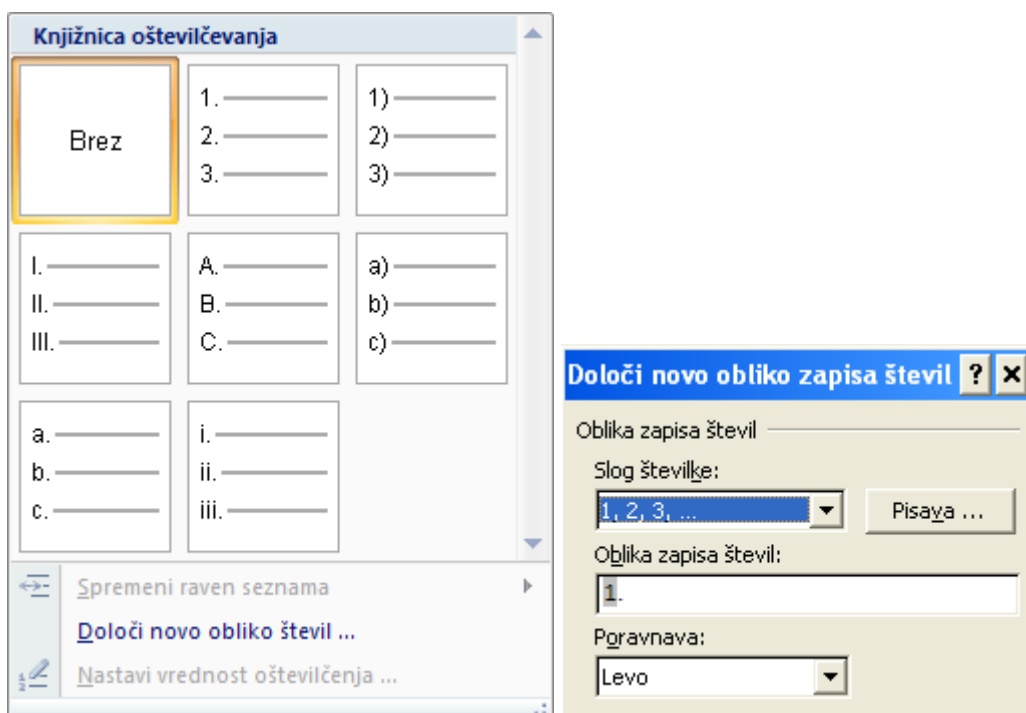 Knjižnica oštevilčevanja
Brez
1.
2.
3.
1)
2)
3)
I.
II.
III.
A.
B.
C.
a)
b)
c)
a.
b.
c.
i.
ii.
iii.
Spremeni raven seznama
Določi novo obliko števil ...
Nastavi vrednost oštevilčenja ...
Določi novo obliko zapisa števil
Oblika zapisa števil
Slog številke:
1, 2, 3, ...
Pisava ...
Oblika zapisa števil:
1.
Poravnava:
Levo